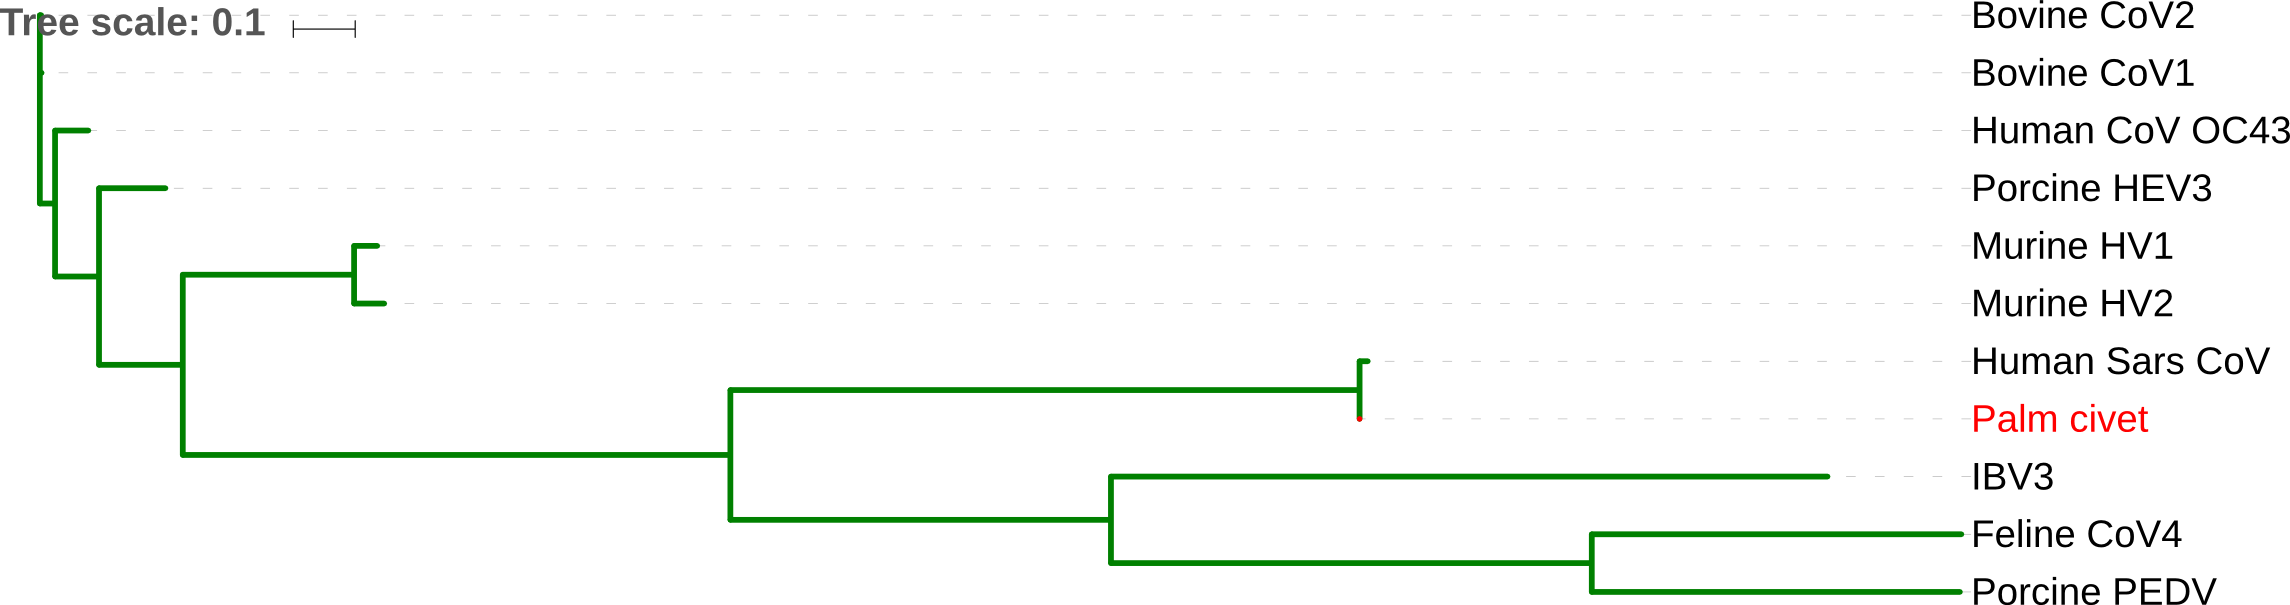 Tree scale: 0.1
Bovine CoV2
Bovine CoV1
Human CoV OC43
Porcine HEV3
Murine HV1
Murine HV2
Human Sars CoV
Palm civet
IBV3
Feline CoV4
Porcine PEDV